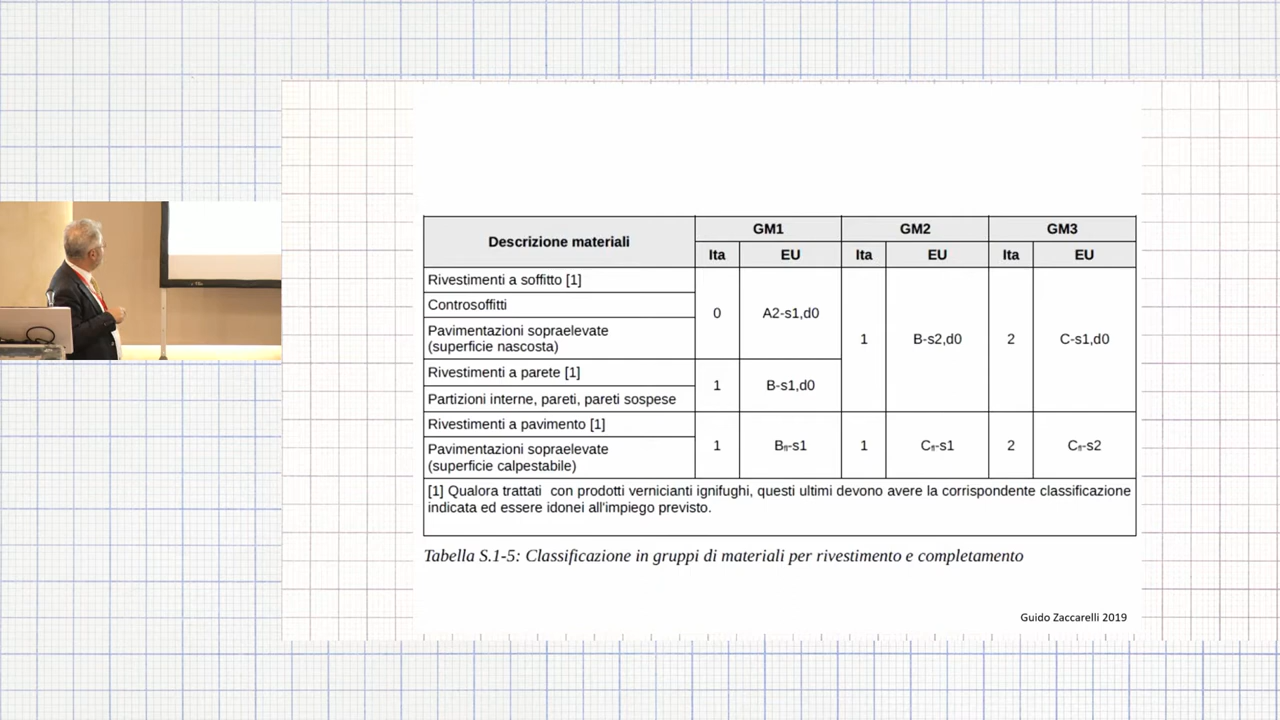 Descrizione materiali GM1 GM2 GM3
Ita EU Ita EU Ita EU
Rivestimenti a soffitto [1]
Controsoffitti
Pavimentazioni sopraelevate
(superficie nascosta)
0 A2-s1,d0
1 B-s2,d0 2 C-s1,d0
Rivestimenti a parete [1]
Partizioni interne, pareti, pareti sospese
1 B-s1,d0
Rivestimenti a pavimento [1]
Pavimentazioni sopraelevate
(superficie calpestabile)
1 Bfl-s1 1 Cfl-s1 2 Cfl-s2
[1] Qualora trattati con prodotti vernicianti ignifughi, questi ultimi devono avere la corrispondente classificazione
indicata ed essere idonei all'impiego previsto.
Tabella S.1-5: Classificazione in gruppi di materiali per rivestimento e completamento
Guido Zaccarelli 2019